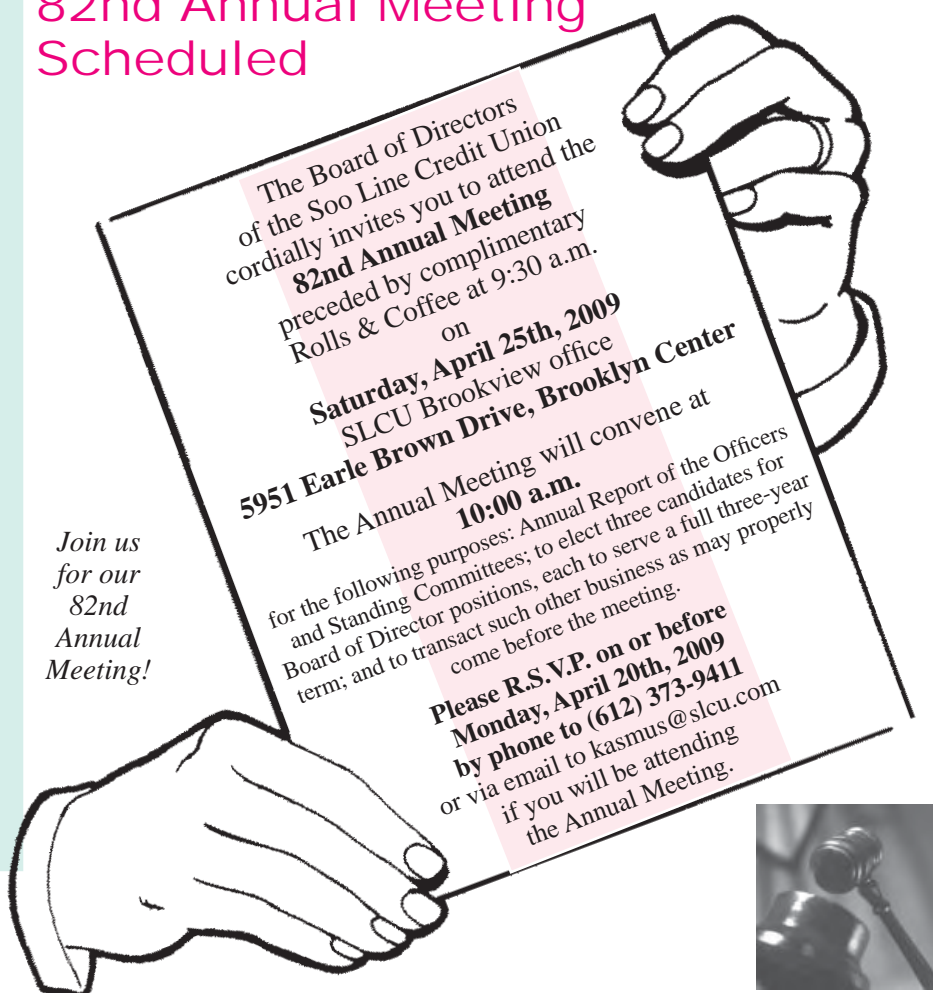 82nd Annual Meeting
Scheduled
The Board of Directors
of the Soo Line Credit Union
cordially invites you to attend the
82nd Annual Meeting
preceded by complimentary
Rolls & Coffee at 9:30 a.m.
on
Saturday, April 25th, 2009
SLCU Brookview office
5951 Earle Brown Drive, Brooklyn Center
The Annual Meeting will convene at
10:00 a.m.
for the following purposes: Annual Report of the Officers
and Standing Committees; to elect three candidates for
Board of Director positions, each to serve a full three-year
term; and to transact such other business as may properly
come before the meeting.
Please R.S.V.P. on or before
Monday, April 20th, 2009
by phone to (612) 373-9411
or via email to kasmus@slcu.com
if you will be attending
the Annual Meeting.
Join us
for our
82nd
Annual
Meeting!